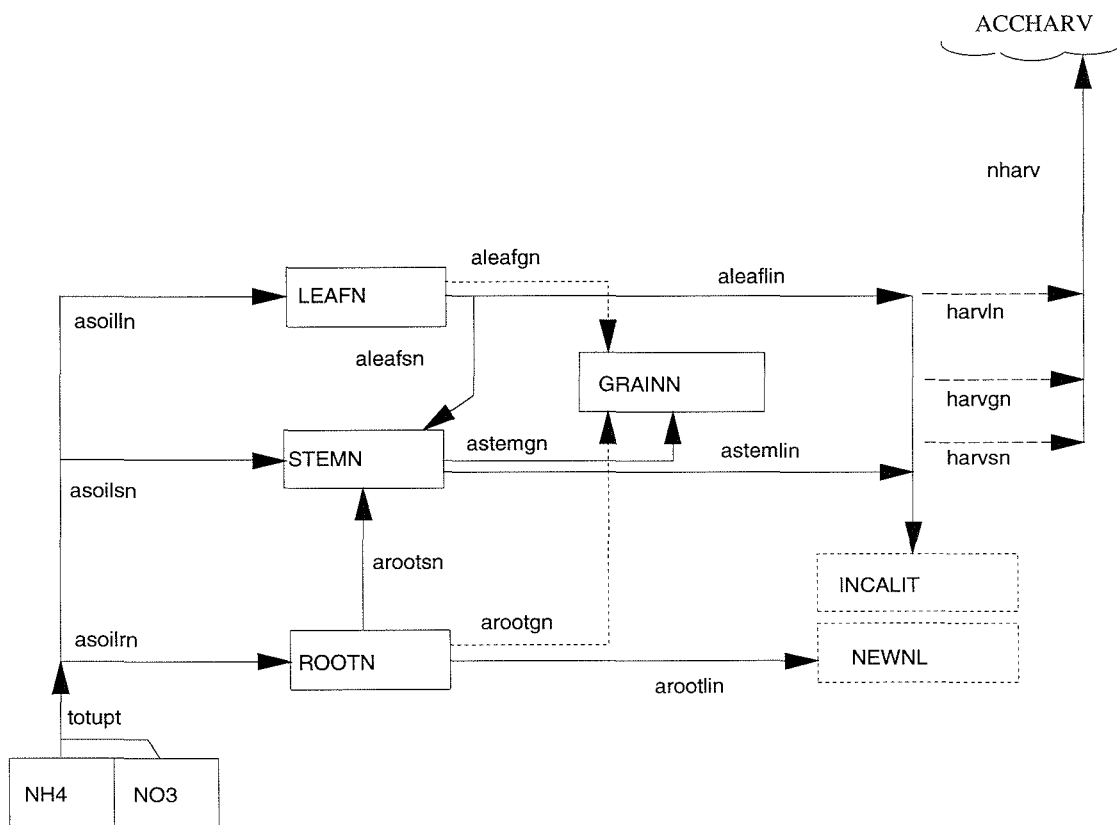 ACCHARV
nharv
aleafgn
aleaflin
LEAFN
asoilln
harvln
aleafsn
GRAINN
harvgn
STEMN
astemgn
astemlin
harvsn
asoilsn
arootsn
INCALIT
asoilrn
arootgn
ROOTN
NEWNL
arootlin
totupt
NH4
NO3